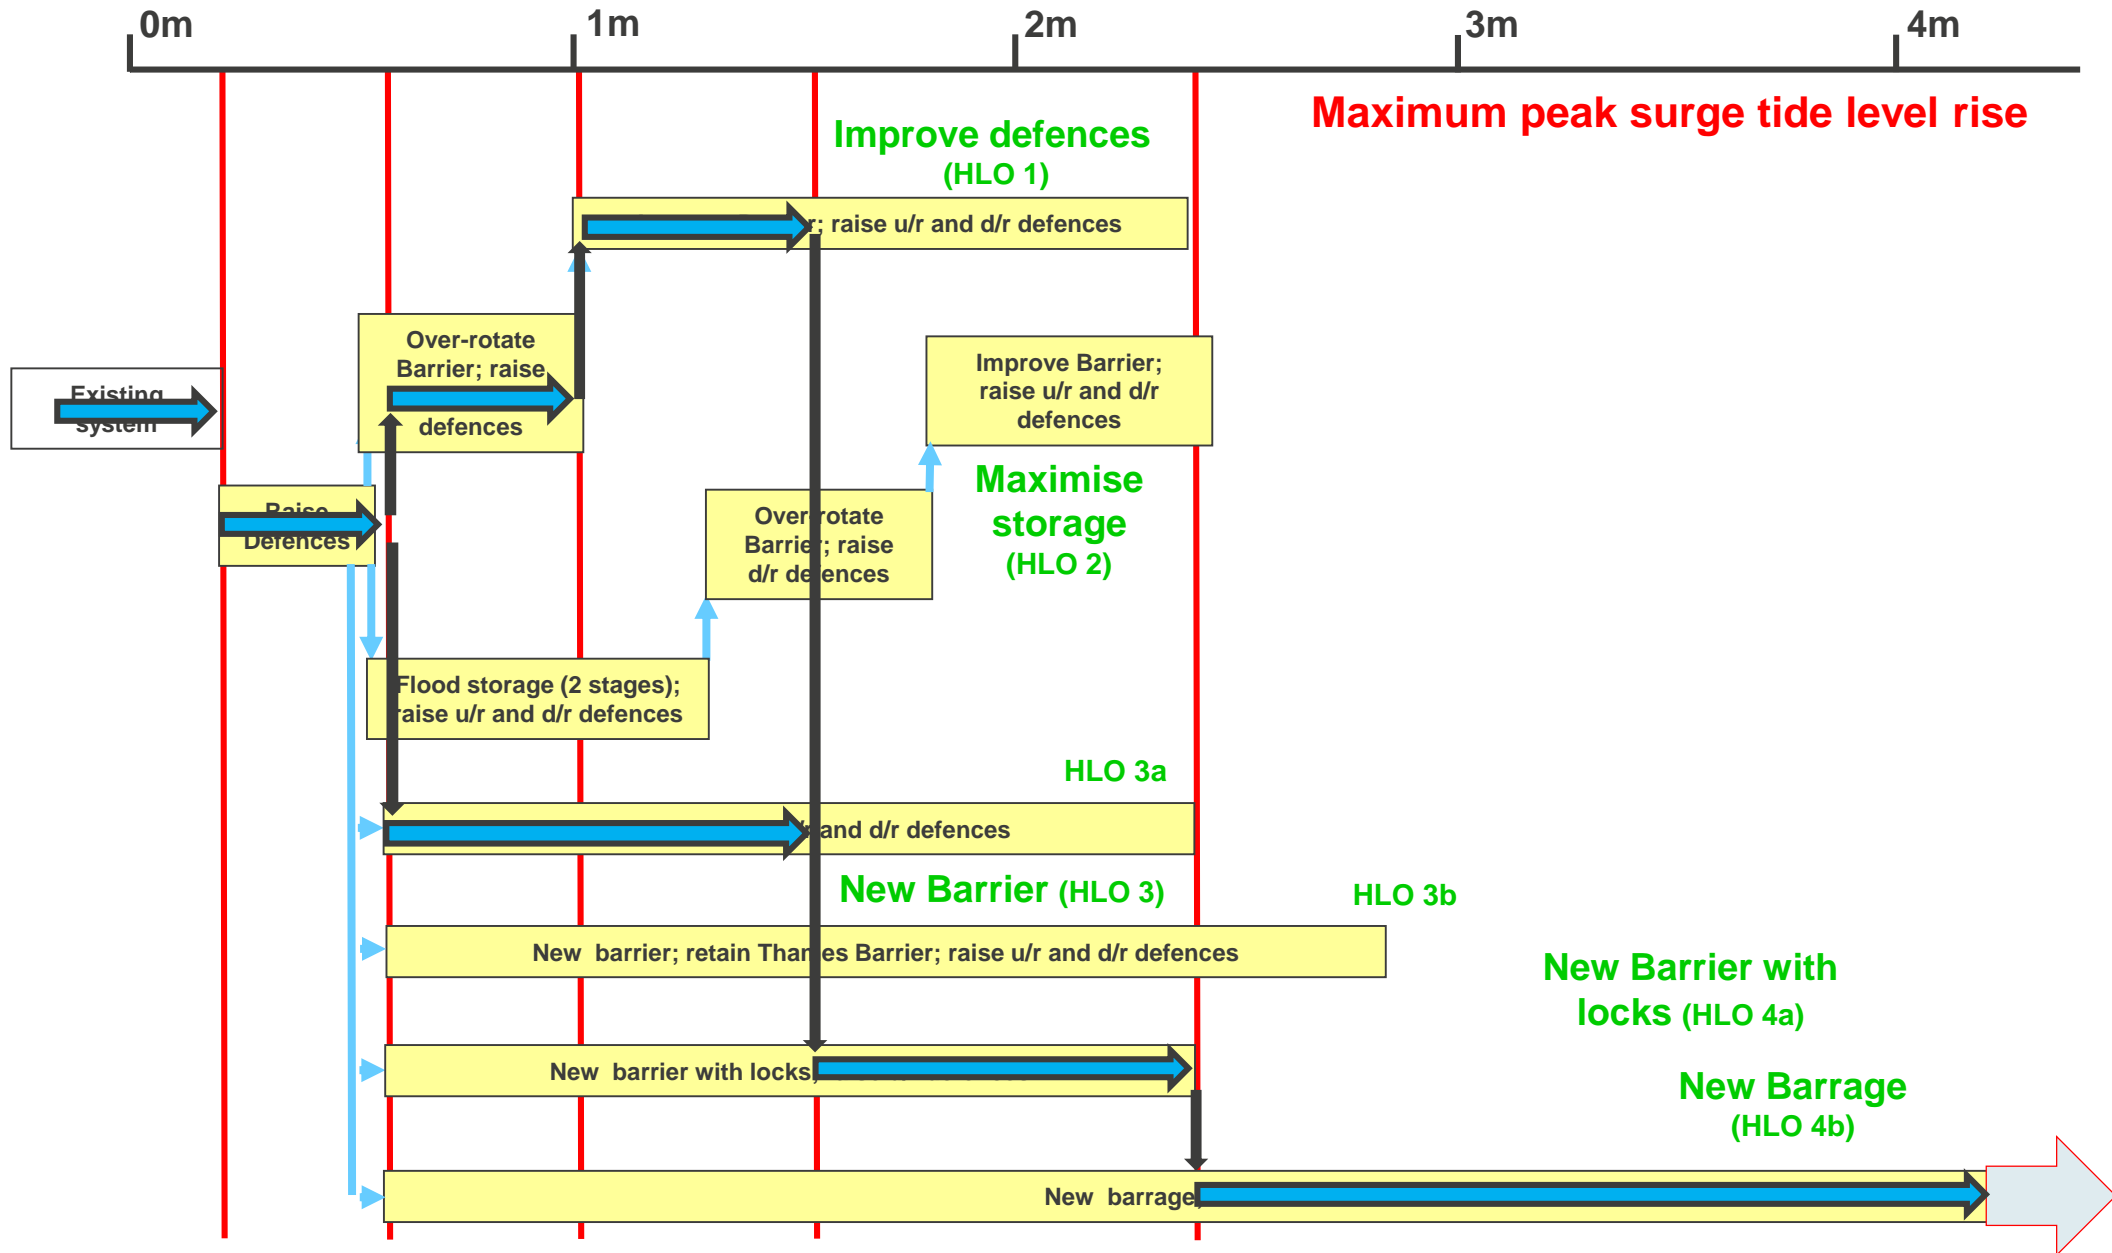 0m
1m
2m
3m
4m
Maximum peak surge tide level rise
Improve defences
(HLO 1)
raise u/r and d/r defences
Over-rotate
Barrier; raise
defences
Improve Barrier;
raise u/r and d/r
defences
Existing
system
Maximise
storage
(HLO 2)
Raise
Defences
Over-rotate
Barrier; raise
d/r defences
Flood storage (2 stages);
raise u/r and d/r defences
HLO 3a
and d/r defences
New Barrier (HLO 3)
HLO 3b
New barrier; retain Thames Barrier; raise u/r and d/r defences
New Barrier with
locks (HLO 4a)
New barrier with locks
New Barrage
(HLO 4b)
New barrage